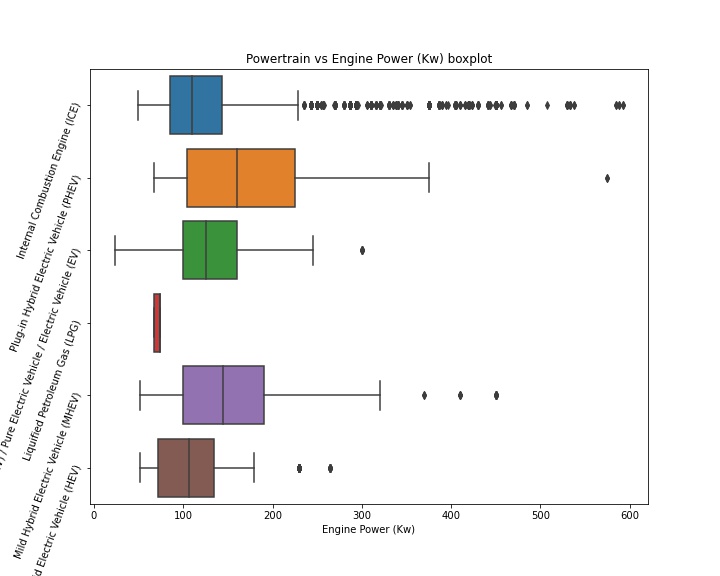 Powertrain vs Engine Power (Kw) boxplot
Internal Combustion Engine (ICE)
Plug-in Hybrid Electric Vehicle (PHEV)
/ Pure Electric Vehicle / Electric Vehicle (EV)
Liquified Petroleum Gas (LPG)
Mild Hybrid Electric Vehicle (MHEV)
Electric Vehicle (HEV)
0 100 200 300 400 500 600
Engine Power (Kw)